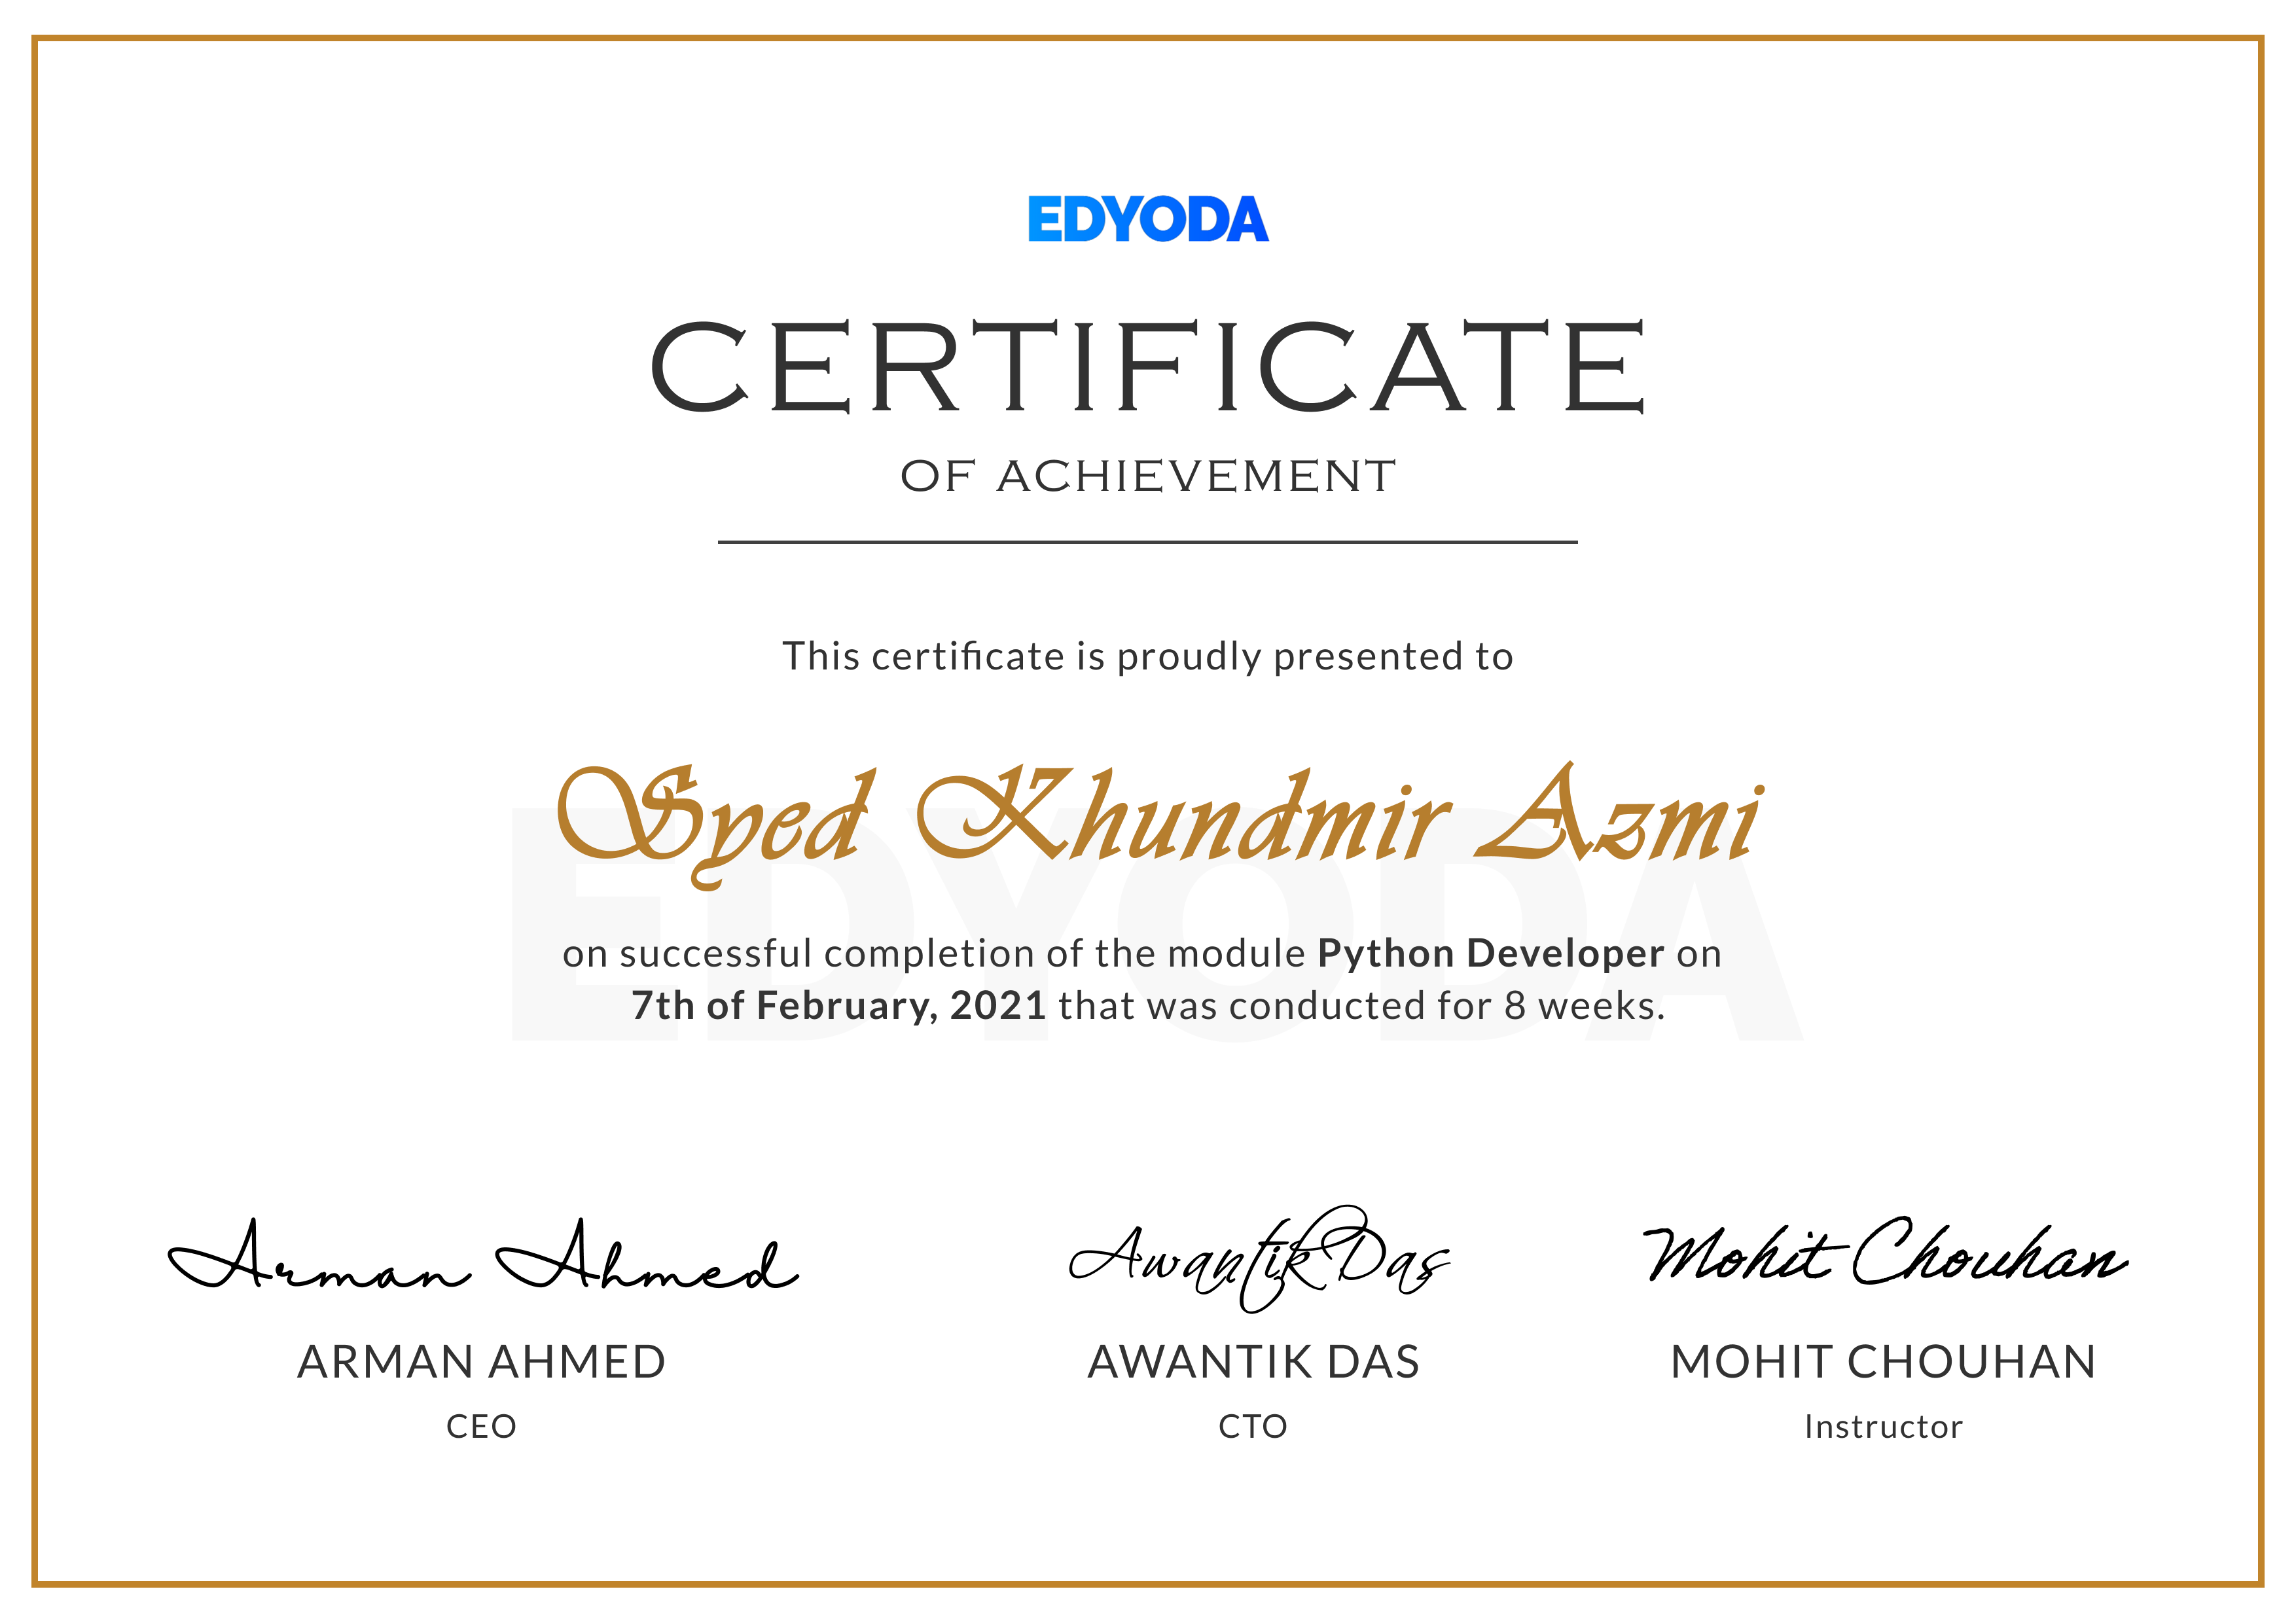 EDYODA
CERTIFICATE
OF ACHIEVEMENT
This certificate is proudly presented to
Syed Khundmir Azmi
EDYODA
on successful completion of the module Python Developer on
7th of February, 2021 that was conducted for 8 weeks.
Arman Ahmed
Awantik Das
Mohit Chouhan
ARMAN AHMED
AWANTIK DAS
MOHIT CHOUHAN
CEO
CTO
Instructor